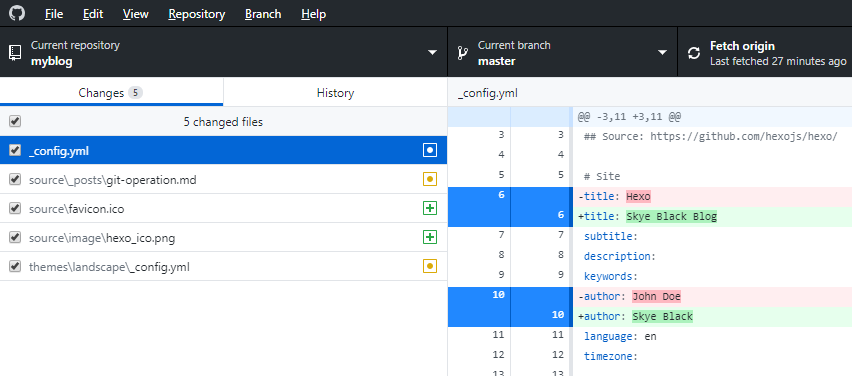 File Edit View Repository Branch Help
Current repository
myblog
Current branch
master
Fetch origin
Last fetched 27 minutes ago
Changes 5
History
5 changed files
_config.yml
source\_posts\git-operation.md
source\favicon.ico
source\image\hexo_ico.png
themes\landscape\_config.yml
_config.yml
@@ -3,11 +3,11 @@
3 3 ## Source: https://github.com/hexojs/hexo/
4 4
5 5 # Site
6 -title: Hexo
6 +title: Skye Black Blog
7 7 subtitle:
8 8 description:
9 9 keywords:
10 -author: John Doe
10 +author: Skye Black
11 11 language: en
12 12 timezone:
13 13